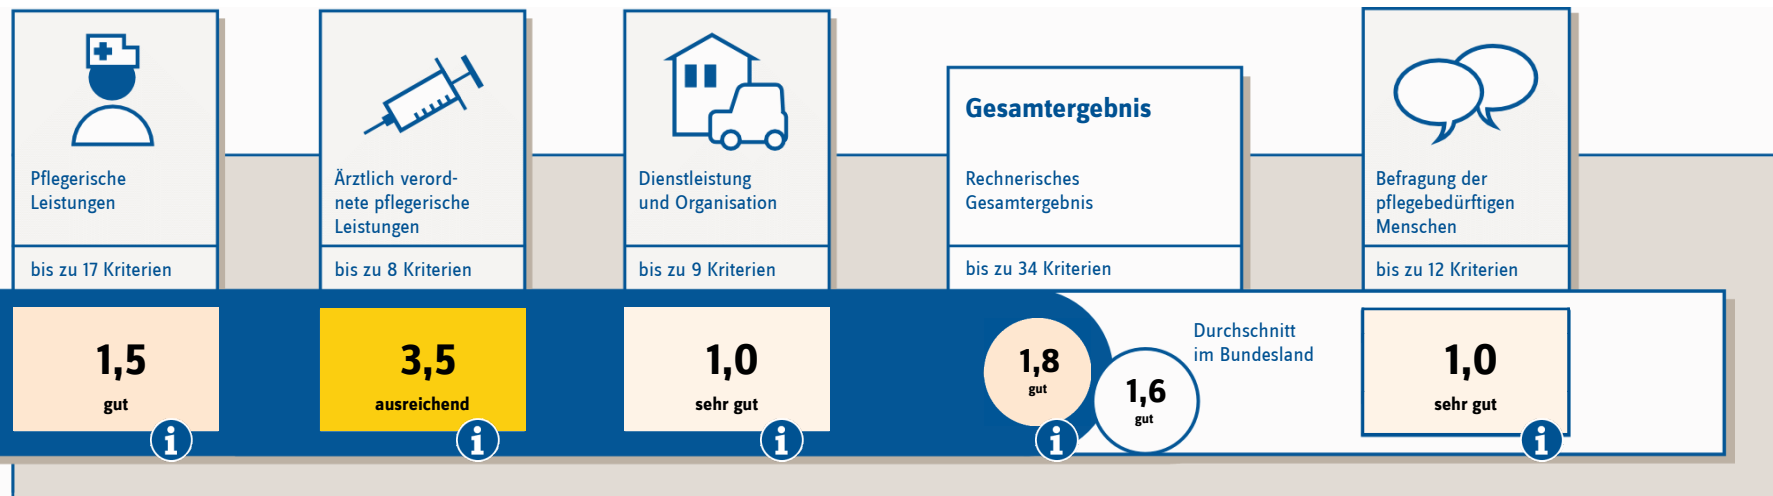 Pflegerische
Leistungen
bis zu 17 Kriterien
1,5
gut
i
Ärztlich verord-
nete pflegerische
Leistungen
bis zu 8 Kriterien
3,5
ausreichend
i
Dienstleistung
und Organisation
bis zu 9 Kriterien
1,0
sehr gut
i
Gesamtergebnis
Rechnerisches
Gesamtergebnis
bis zu 34 Kriterien
1,8
gut
i
Durchschnitt
im Bundesland
1,6
gut
Befragung der
pflegebedürftigen
Menschen
bis zu 12 Kriterien
1,0
sehr gut
i